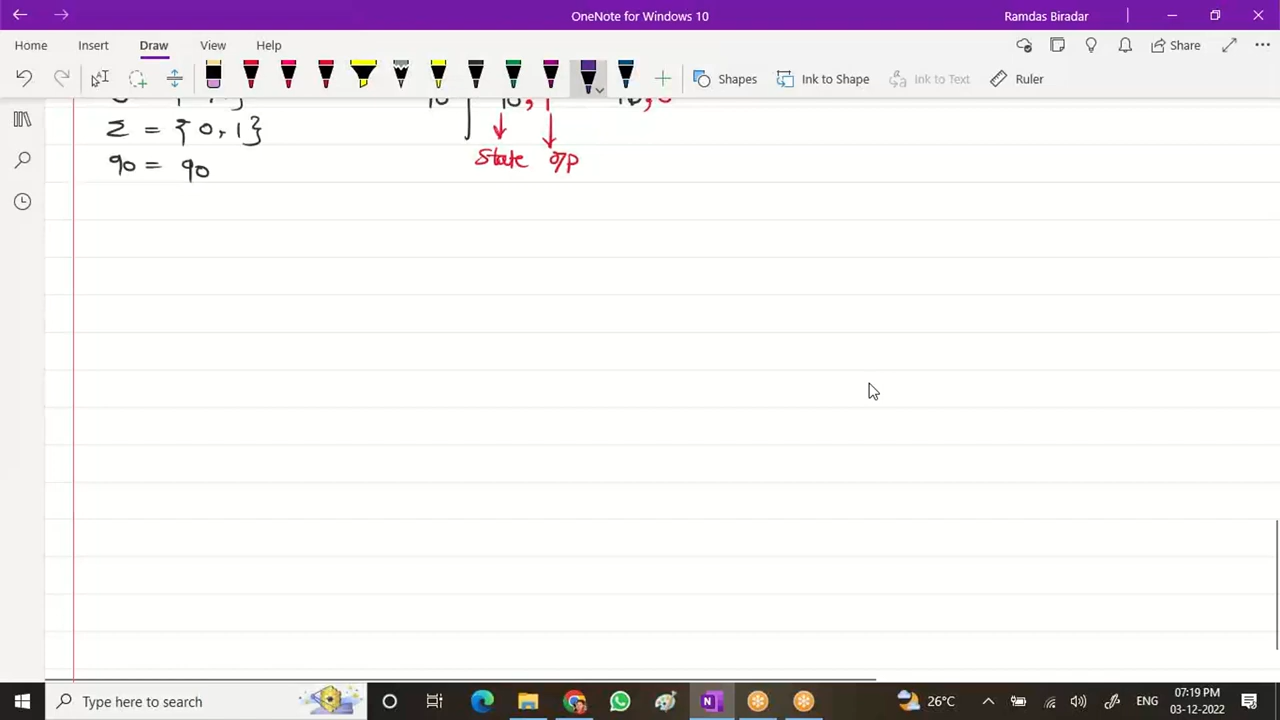 OneNote for Windows 10
Ramdas Biradar
Home Insert Draw View Help
Share
Shapes Ink to Shape Ink to Text Ruler
Σ = {0, 1}
q0 = q0
State o/p
Type here to search
26°C
ENG
07:19 PM
03-12-2022